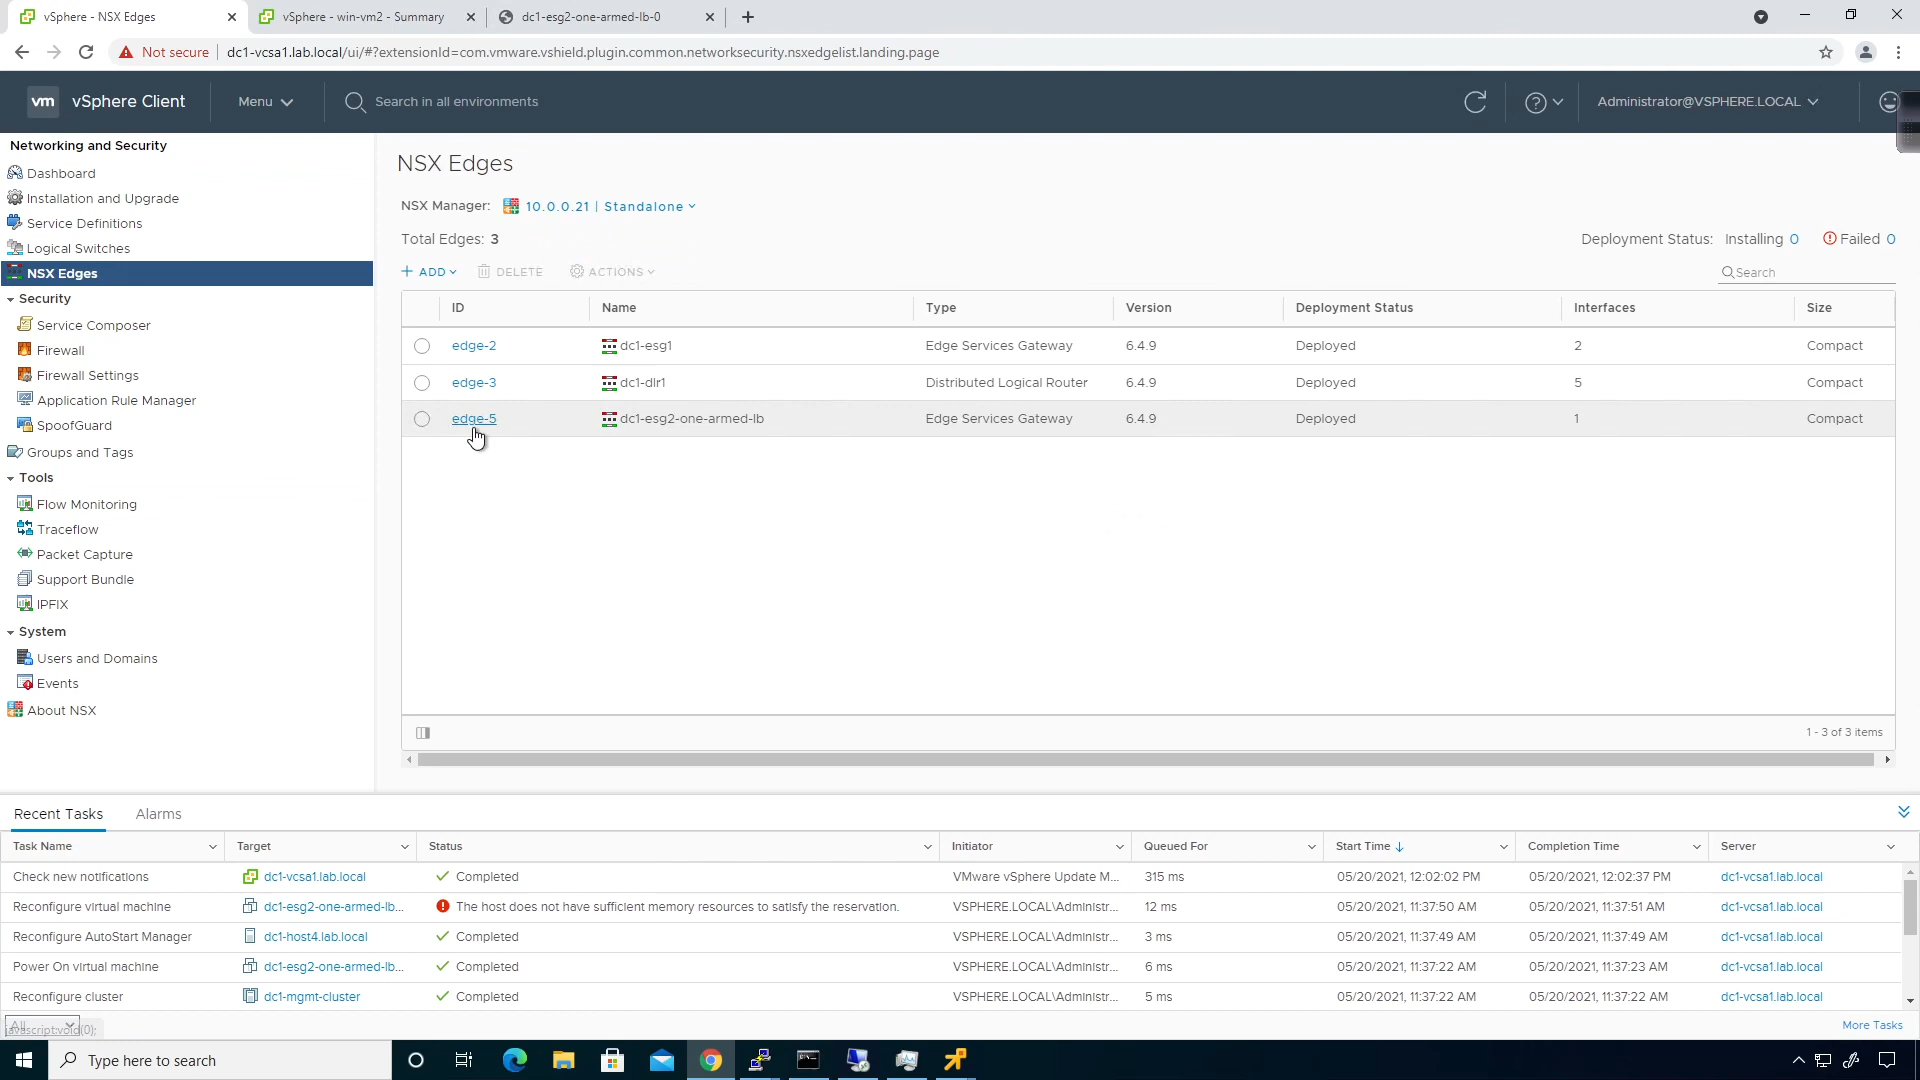 vSphere - NSX Edges
vSphere - win-vm2 - Summary
dc1-esg2-one-armed-lb-0
Not secure
dc1-vcsa1.lab.local/ui/#?extensionId=com.vmware.vshield.plugin.common.networksecurity.nsxedgelist.landing.page
vm vSphere Client
Menu
Search in all environments
Administrator@VSPHERE.LOCAL
Networking and Security
Dashboard
Installation and Upgrade
Service Definitions
Logical Switches
NSX Edges
Security
Service Composer
Firewall
Firewall Settings
Application Rule Manager
SpoofGuard
Groups and Tags
Tools
Flow Monitoring
Traceflow
Packet Capture
Support Bundle
IPFIX
System
Users and Domains
Events
About NSX
NSX Edges
NSX Manager: 10.0.0.21 | Standalone
Total Edges: 3
Deployment Status: Installing 0 Failed 0
+ ADD DELETE ACTIONS
Search
ID Name Type Version Deployment Status Interfaces Size
edge-2 dc1-esg1 Edge Services Gateway 6.4.9 Deployed 2 Compact
edge-3 dc1-dlr1 Distributed Logical Router 6.4.9 Deployed 5 Compact
edge-5 dc1-esg2-one-armed-lb Edge Services Gateway 6.4.9 Deployed 1 Compact
1 - 3 of 3 items
Recent Tasks Alarms
Task Name Target Status Initiator Queued For Start Time Completion Time Server
Check new notifications dc1-vcsa1.lab.local Completed VMware vSphere Update M... 315 ms 05/20/2021, 12:02:02 PM 05/20/2021, 12:02:37 PM dc1-vcsa1.lab.local
Reconfigure virtual machine dc1-esg2-one-armed-lb... The host does not have sufficient memory resources to satisfy the reservation. VSPHERE.LOCAL\Administr... 12 ms 05/20/2021, 11:37:50 AM 05/20/2021, 11:37:51 AM dc1-vcsa1.lab.local
Reconfigure AutoStart Manager dc1-host4.lab.local Completed VSPHERE.LOCAL\Administr... 3 ms 05/20/2021, 11:37:49 AM 05/20/2021, 11:37:49 AM dc1-vcsa1.lab.local
Power On virtual machine dc1-esg2-one-armed-lb... Completed VSPHERE.LOCAL\Administr... 6 ms 05/20/2021, 11:37:22 AM 05/20/2021, 11:37:23 AM dc1-vcsa1.lab.local
Reconfigure cluster dc1-mgmt-cluster Completed VSPHERE.LOCAL\Administr... 5 ms 05/20/2021, 11:37:22 AM 05/20/2021, 11:37:22 AM dc1-vcsa1.lab.local
All
javascript:void(0);
More Tasks
Type here to search